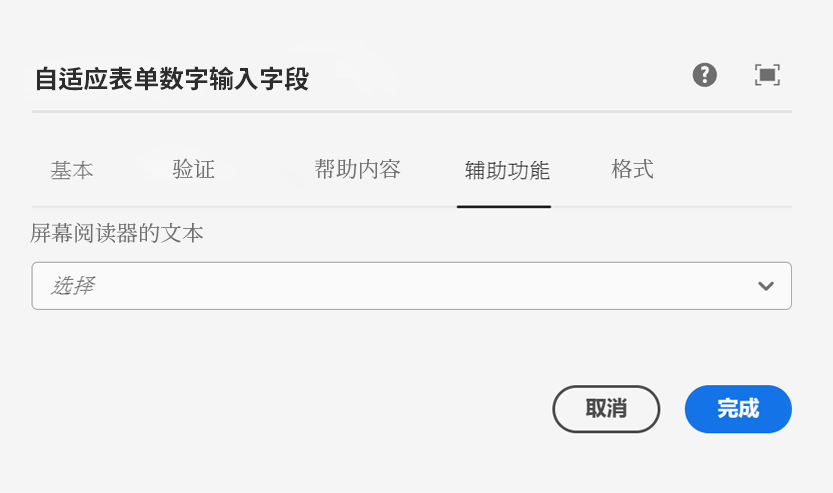 自适应表单数字输入字段
基本 验证 帮助内容 辅助功能 格式
屏幕阅读器的文本
选择
取消 完成